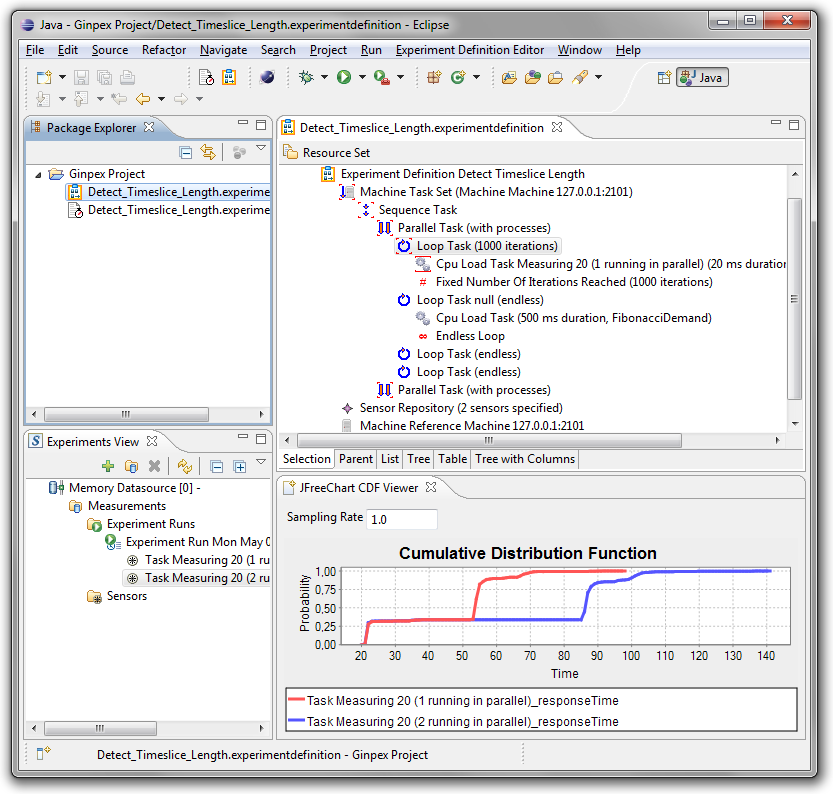 Java - Ginpex Project/Detect_Timeslice_Length.experimentdefinition - Eclipse
File Edit Source Refactor Navigate Search Project Run Experiment Definition Editor Window Help
Java
Package Explorer
Ginpex Project
Detect_Timeslice_Length.experime
Detect_Timeslice_Length.experime
Detect_Timeslice_Length.experimentdefinition
Resource Set
Experiment Definition Detect Timeslice Length
Machine Task Set (Machine Machine 127.0.0.1:2101)
Sequence Task
Parallel Task (with processes)
Loop Task (1000 iterations)
Cpu Load Task Measuring 20 (1 running in parallel) (20 ms duration
# Fixed Number Of Iterations Reached (1000 iterations)
Loop Task null (endless)
Cpu Load Task (500 ms duration, FibonacciDemand)
∞ Endless Loop
Loop Task (endless)
Loop Task (endless)
Parallel Task (with processes)
Sensor Repository (2 sensors specified)
Machine Reference Machine 127.0.0.1:2101
Selection Parent List Tree Table Tree with Columns
Experiments View
Memory Datasource [0] -
Measurements
Experiment Runs
Experiment Run Mon May 0
Task Measuring 20 (1 ru
Task Measuring 20 (2 ru
Sensors
JFreeChart CDF Viewer
Sampling Rate 1.0
Cumulative Distribution Function
Probability
1,00
0,75
0,50
0,25
0,00
20 30 40 50 60 70 80 90 100 110 120 130 140
Time
Task Measuring 20 (1 running in parallel)_responseTime
Task Measuring 20 (2 running in parallel)_responseTime
Detect_Timeslice_Length.experimentdefinition - Ginpex Project